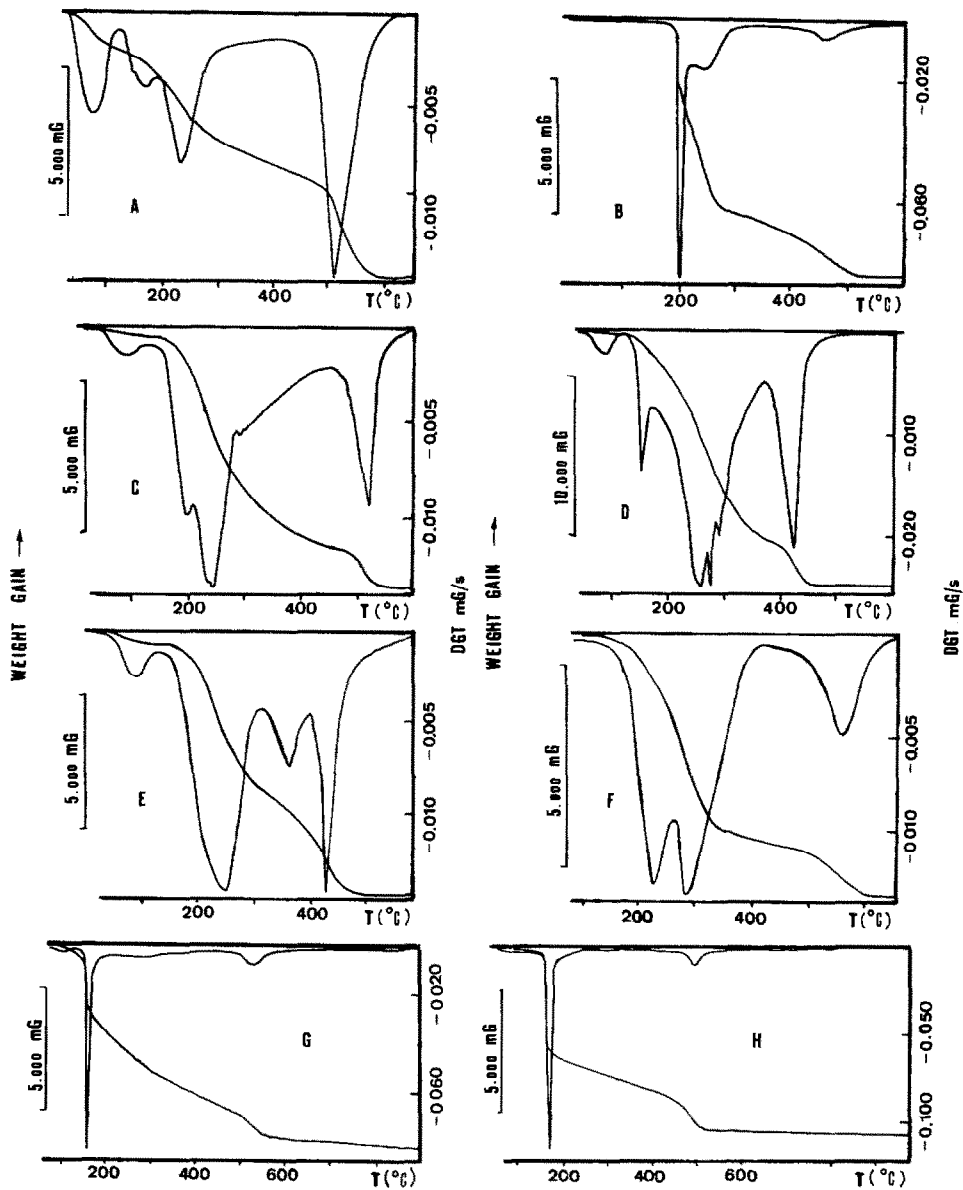 5.000 mG
A
-0.005
-0.010
200
400
T(°C)
5.000 mG
B
-0.020
-0.060
200
400
T(°C)
5.000 mG
C
-0.005
-0.010
200
400
T(°C)
10.000 mG
D
-0.010
-0.020
200
400
T(°C)
WEIGHT GAIN →
DGT mG/s
WEIGHT GAIN →
DGT mG/s
5.000 mG
E
-0.005
-0.010
200
400
T(°C)
5.000 mG
F
-0.005
-0.010
200
400
T(°C)
5.000 mG
G
-0.020
-0.060
200
400
600
T(°C)
5.000 mG
H
-0.050
-0.100
200
400
600
T(°C)